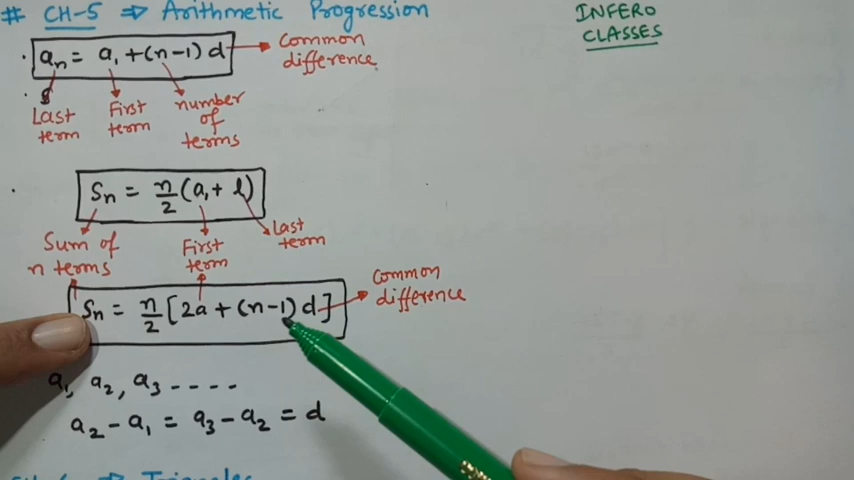 # CH-5 ⇒ Arithmetic Progression
INFERO
CLASSES
aₙ = a₁ + (n-1) d
Common
difference
Last
term
First
term
number
of
terms
Sₙ = n/2 (a₁ + l)
Sum of
n terms
First
term
Last
term
Sₙ = n/2 [2a + (n-1) d]
Common
difference
a₁, a₂, a₃ ----
a₂ - a₁ = a₃ - a₂ = d
⇒ Triangles